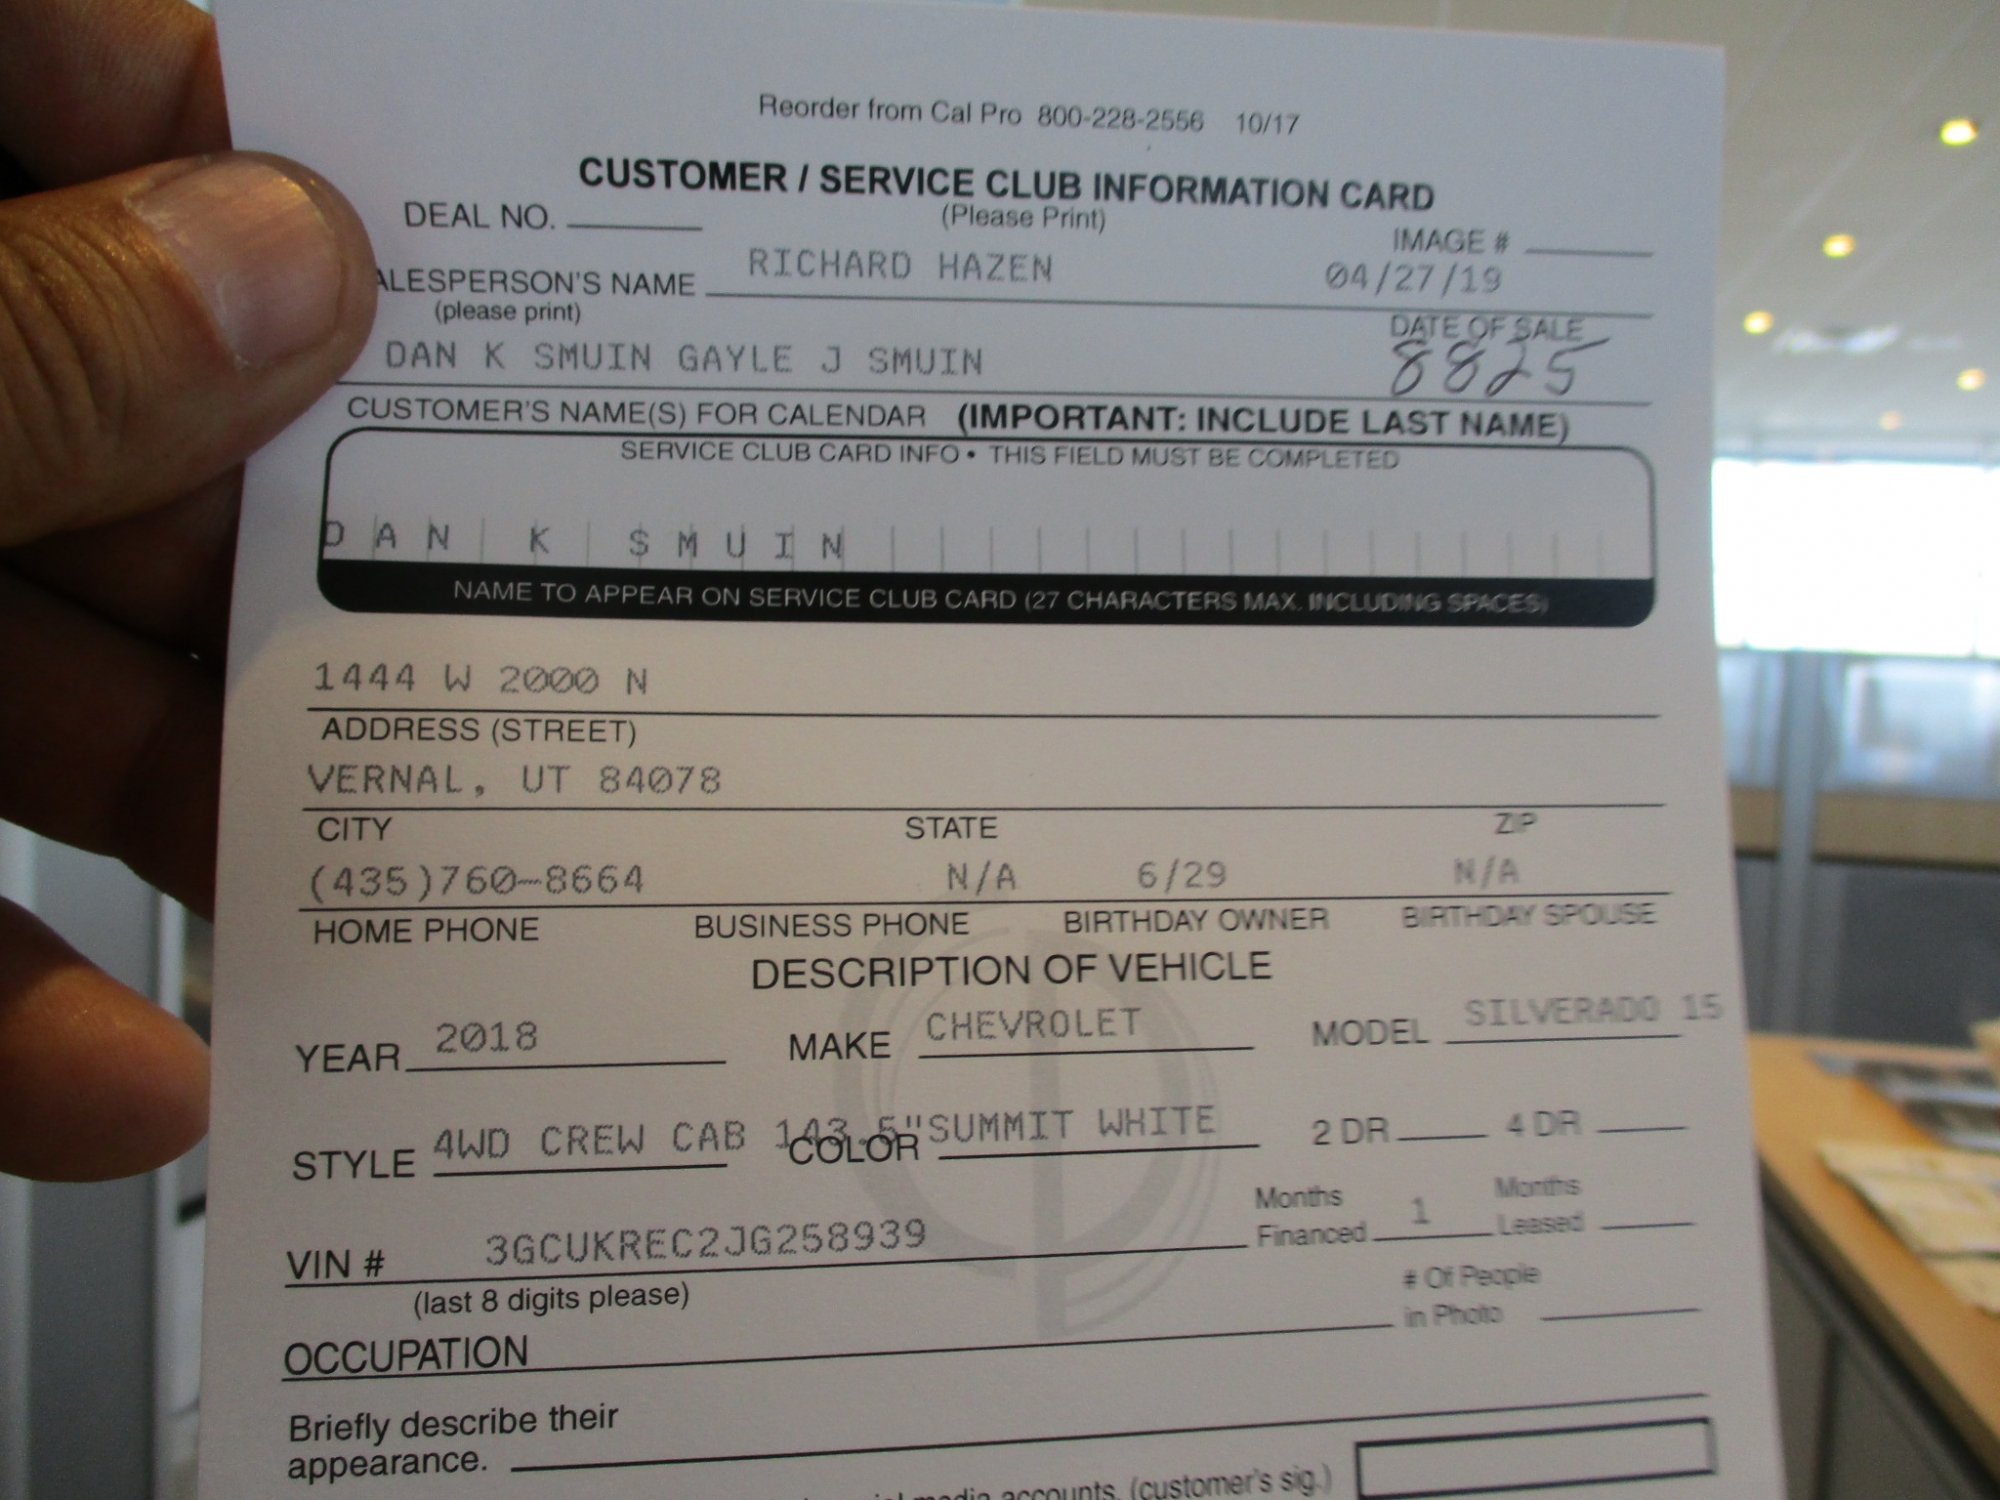 Reorder from Cal Pro 800-228-2556 10/17
CUSTOMER / SERVICE CLUB INFORMATION CARD
DEAL NO. (Please Print) IMAGE #
ALESPERSON'S NAME RICHARD HAZEN 04/27/19
(please print) DATE OF SALE
DAN K SMUIN GAYLE J SMUIN 8825
CUSTOMER'S NAME(S) FOR CALENDAR (IMPORTANT: INCLUDE LAST NAME)
SERVICE CLUB CARD INFO • THIS FIELD MUST BE COMPLETED
DAN K SMUIN
NAME TO APPEAR ON SERVICE CLUB CARD (27 CHARACTERS MAX. INCLUDING SPACES)
1444 W 2000 N
ADDRESS (STREET)
VERNAL, UT 84078
CITY STATE ZIP
(435)760-8664 N/A 6/29 N/A
HOME PHONE BUSINESS PHONE BIRTHDAY OWNER BIRTHDAY SPOUSE
DESCRIPTION OF VEHICLE
YEAR 2018 MAKE CHEVROLET MODEL SILVERADO 15
STYLE 4WD CREW CAB 143.5" COLOR SUMMIT WHITE 2 DR 4 DR
VIN # 3GCUKREC2JG258939 Months Financed 1 Months Leased
(last 8 digits please) # Of People in Photo
OCCUPATION
Briefly describe their
appearance.
media accounts. (customer's sig.)